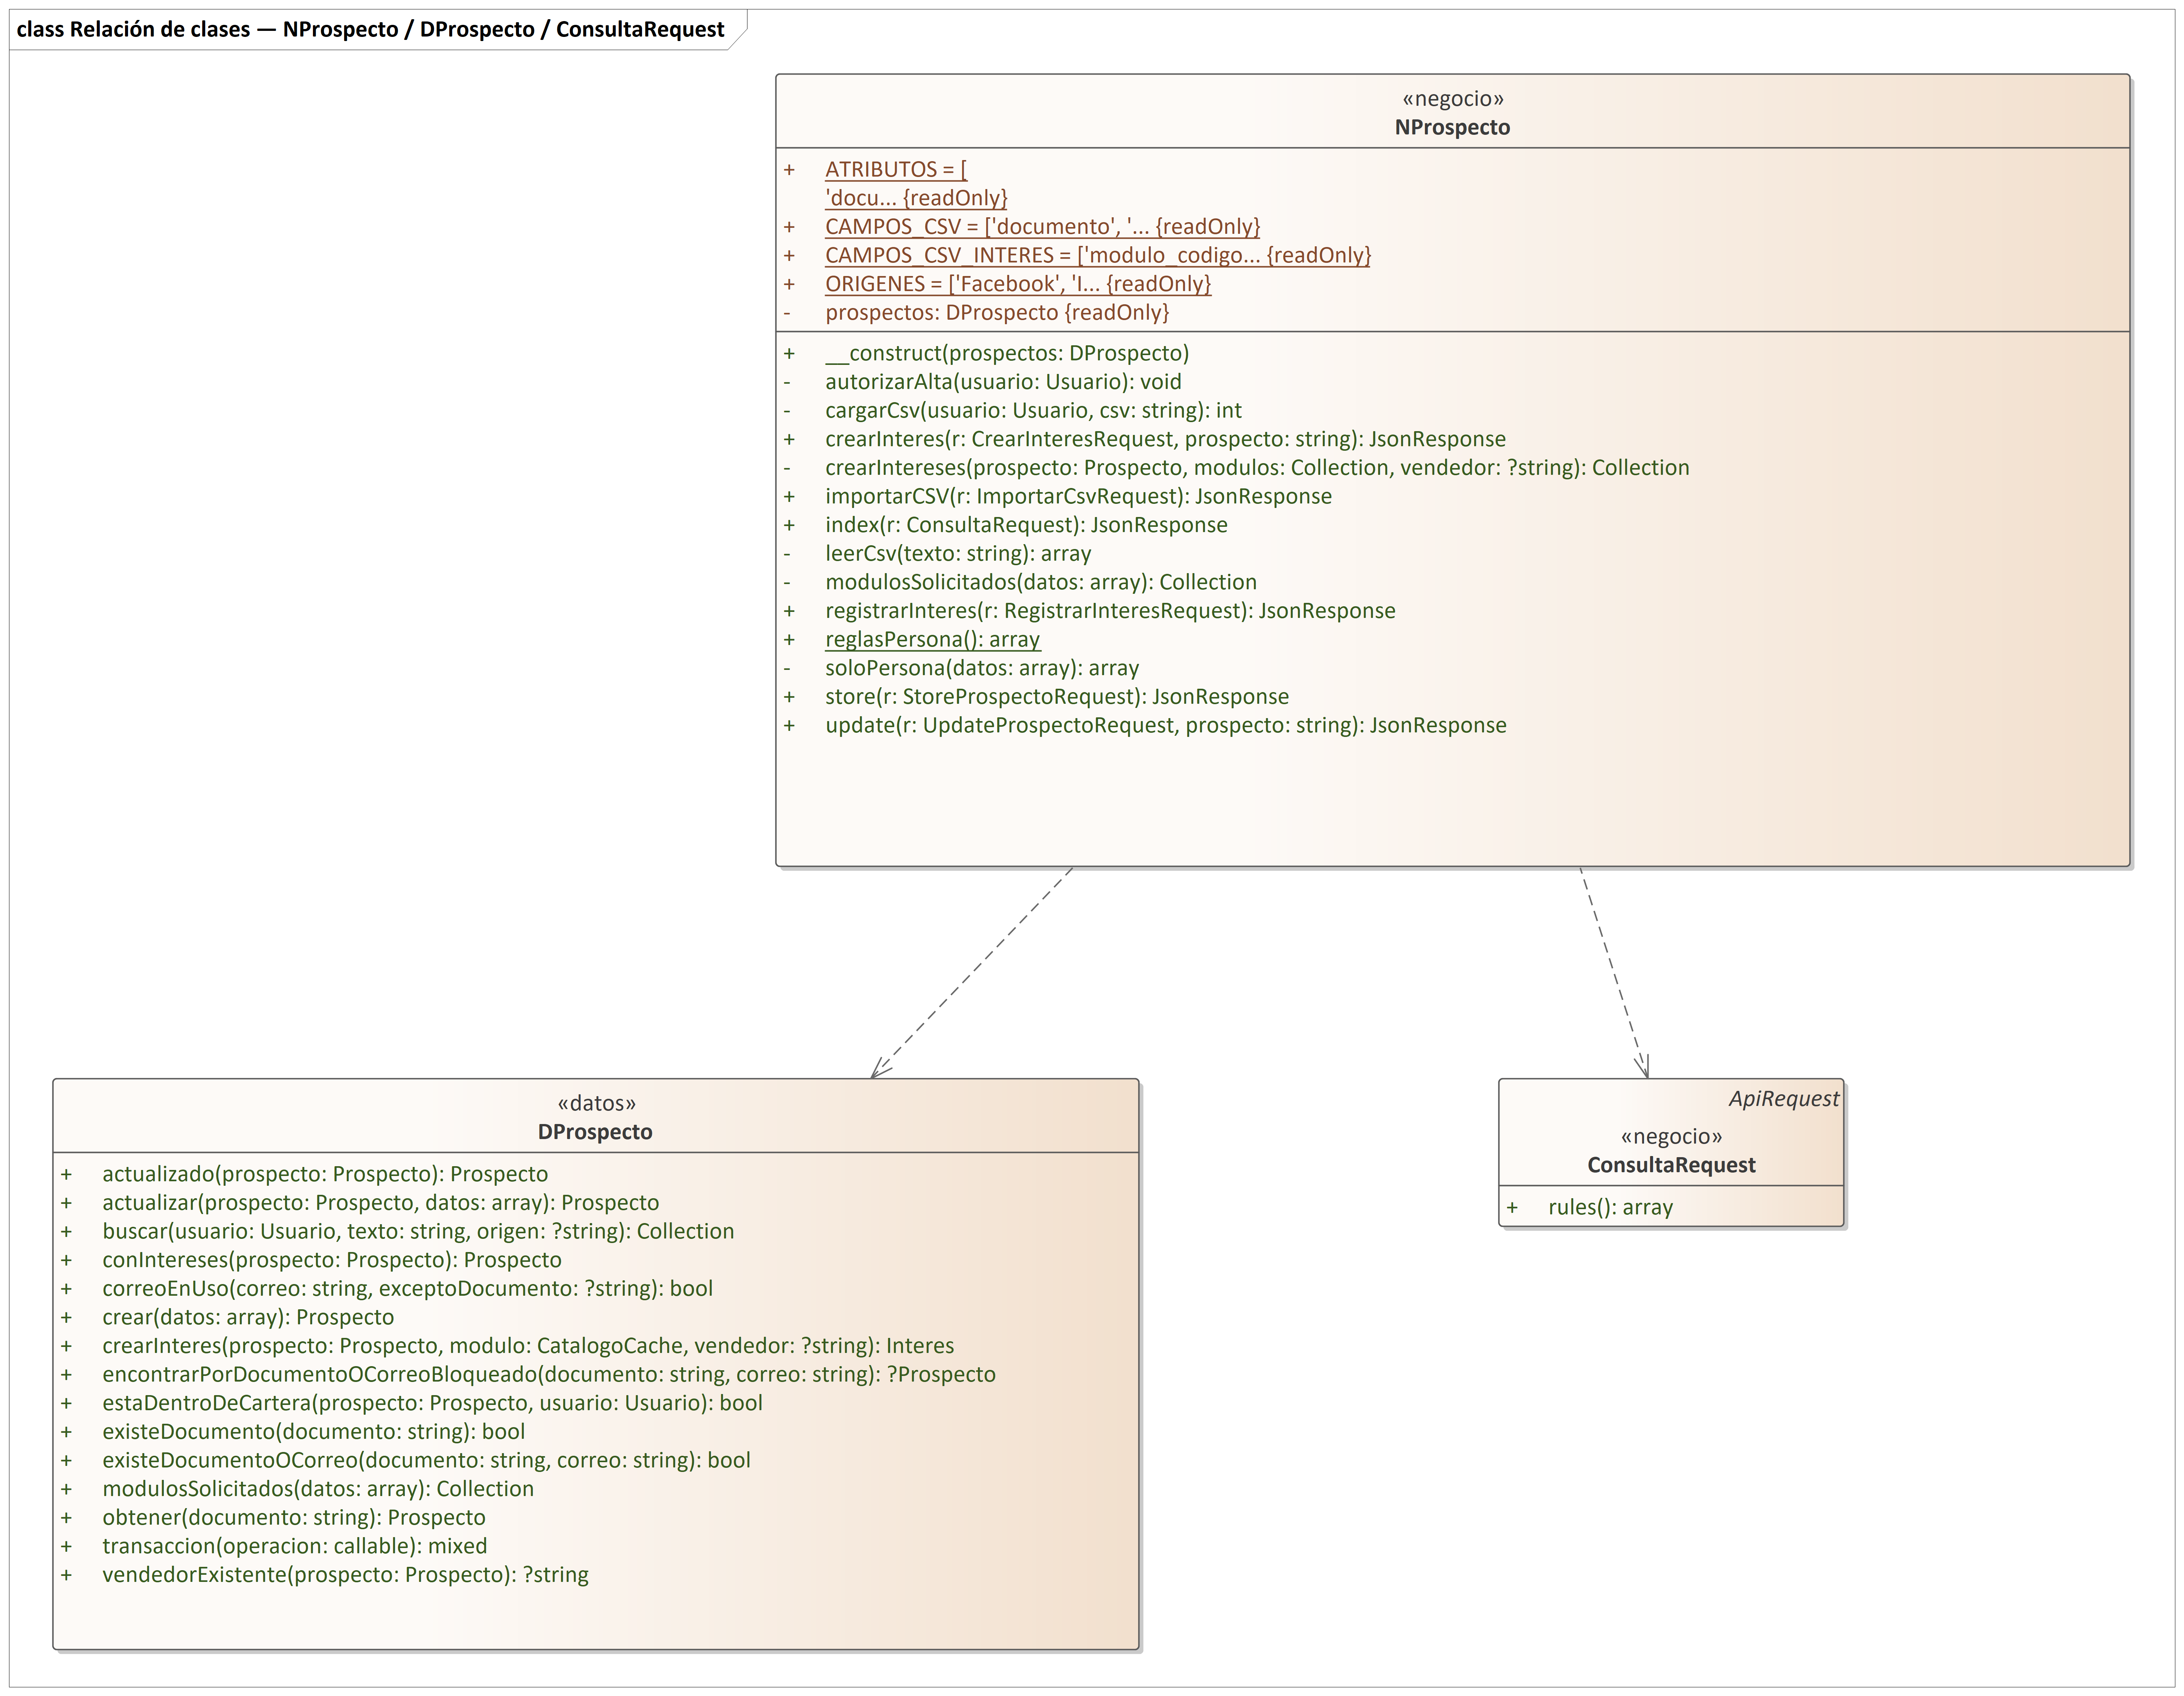 class Relación de clases — NProspecto / DProspecto / ConsultaRequest
«negocio»
NProspecto
+ ATRIBUTOS = [
'docu... {readOnly}
+ CAMPOS_CSV = ['documento', '... {readOnly}
+ CAMPOS_CSV_INTERES = ['modulo_codigo... {readOnly}
+ ORIGENES = ['Facebook', 'I... {readOnly}
- prospectos: DProspecto {readOnly}
+ __construct(prospectos: DProspecto)
- autorizarAlta(usuario: Usuario): void
- cargarCsv(usuario: Usuario, csv: string): int
+ crearInteres(r: CrearInteresRequest, prospecto: string): JsonResponse
- crearIntereses(prospecto: Prospecto, modulos: Collection, vendedor: ?string): Collection
+ importarCSV(r: ImportarCsvRequest): JsonResponse
+ index(r: ConsultaRequest): JsonResponse
- leerCsv(texto: string): array
- modulosSolicitados(datos: array): Collection
+ registrarInteres(r: RegistrarInteresRequest): JsonResponse
+ reglasPersona(): array
- soloPersona(datos: array): array
+ store(r: StoreProspectoRequest): JsonResponse
+ update(r: UpdateProspectoRequest, prospecto: string): JsonResponse
«datos»
DProspecto
+ actualizado(prospecto: Prospecto): Prospecto
+ actualizar(prospecto: Prospecto, datos: array): Prospecto
+ buscar(usuario: Usuario, texto: string, origen: ?string): Collection
+ conIntereses(prospecto: Prospecto): Prospecto
+ correoEnUso(correo: string, exceptoDocumento: ?string): bool
+ crear(datos: array): Prospecto
+ crearInteres(prospecto: Prospecto, modulo: CatalogoCache, vendedor: ?string): Interes
+ encontrarPorDocumentoOCorreoBloqueado(documento: string, correo: string): ?Prospecto
+ estaDentroDeCartera(prospecto: Prospecto, usuario: Usuario): bool
+ existeDocumento(documento: string): bool
+ existeDocumentoOCorreo(documento: string, correo: string): bool
+ modulosSolicitados(datos: array): Collection
+ obtener(documento: string): Prospecto
+ transaccion(operacion: callable): mixed
+ vendedorExistente(prospecto: Prospecto): ?string
ApiRequest
«negocio»
ConsultaRequest
+ rules(): array